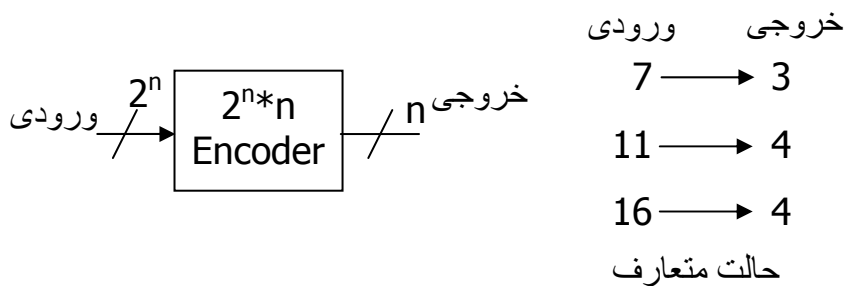 ورودی خروجی
7 → 3
11 → 4
16 → 4
حالت متعارف
ورودی
2ⁿ
2ⁿ*n
Encoder
n
خروجی